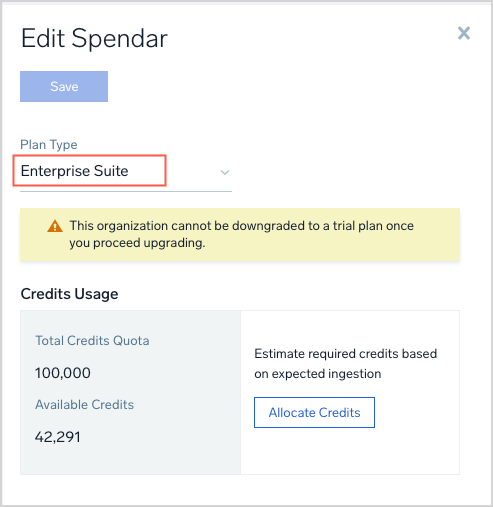 Edit Spendar
Save
Plan Type
Enterprise Suite
This organization cannot be downgraded to a trial plan once
you proceed upgrading.
Credits Usage
Total Credits Quota
100,000
Available Credits
42,291
Estimate required credits based
on expected ingestion
Allocate Credits